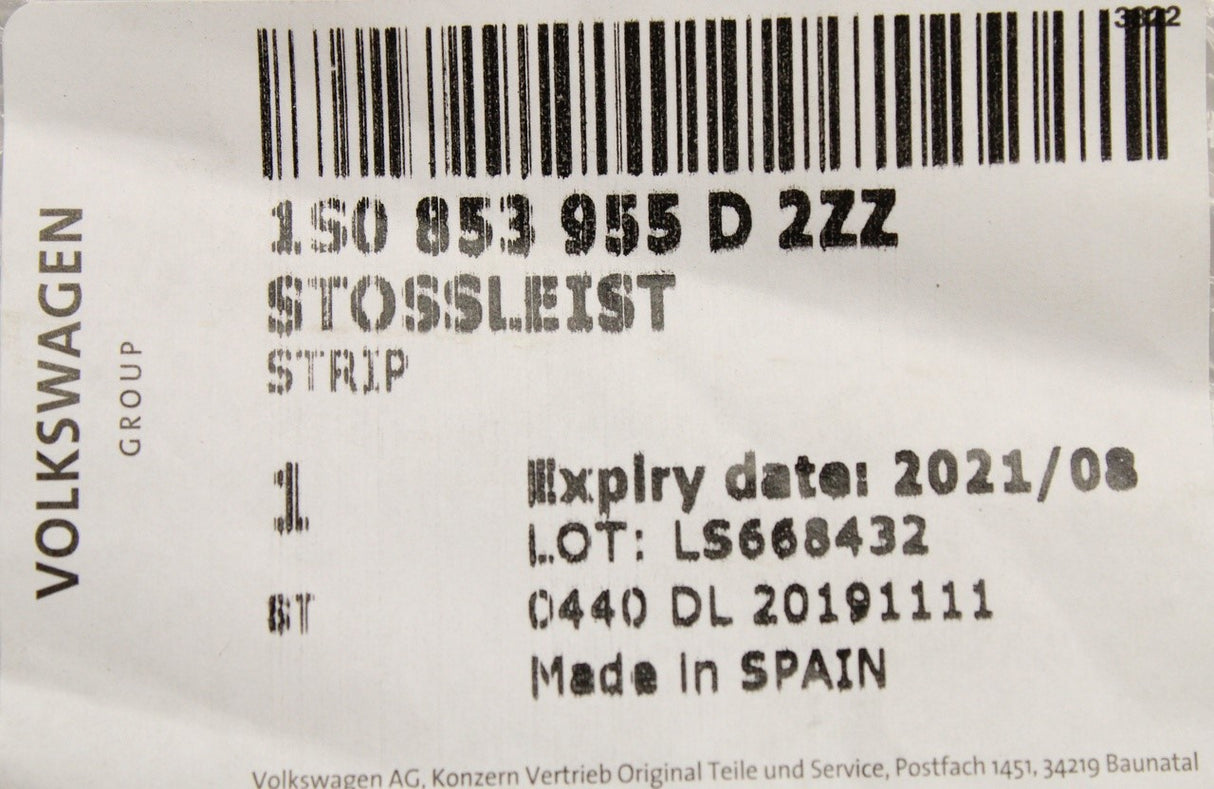 3822
1S0 853 955 D 2ZZ
STOSSLEIST
STRIP
1
Expiry date: 2021/08
LOT: LS668432
ST
0440 DL 20191111
Made in SPAIN
VOLKSWAGEN
GROUP
Volkswagen AG, Konzern Vertrieb Original Teile und Service, Postfach 1451, 34219 Baunatal